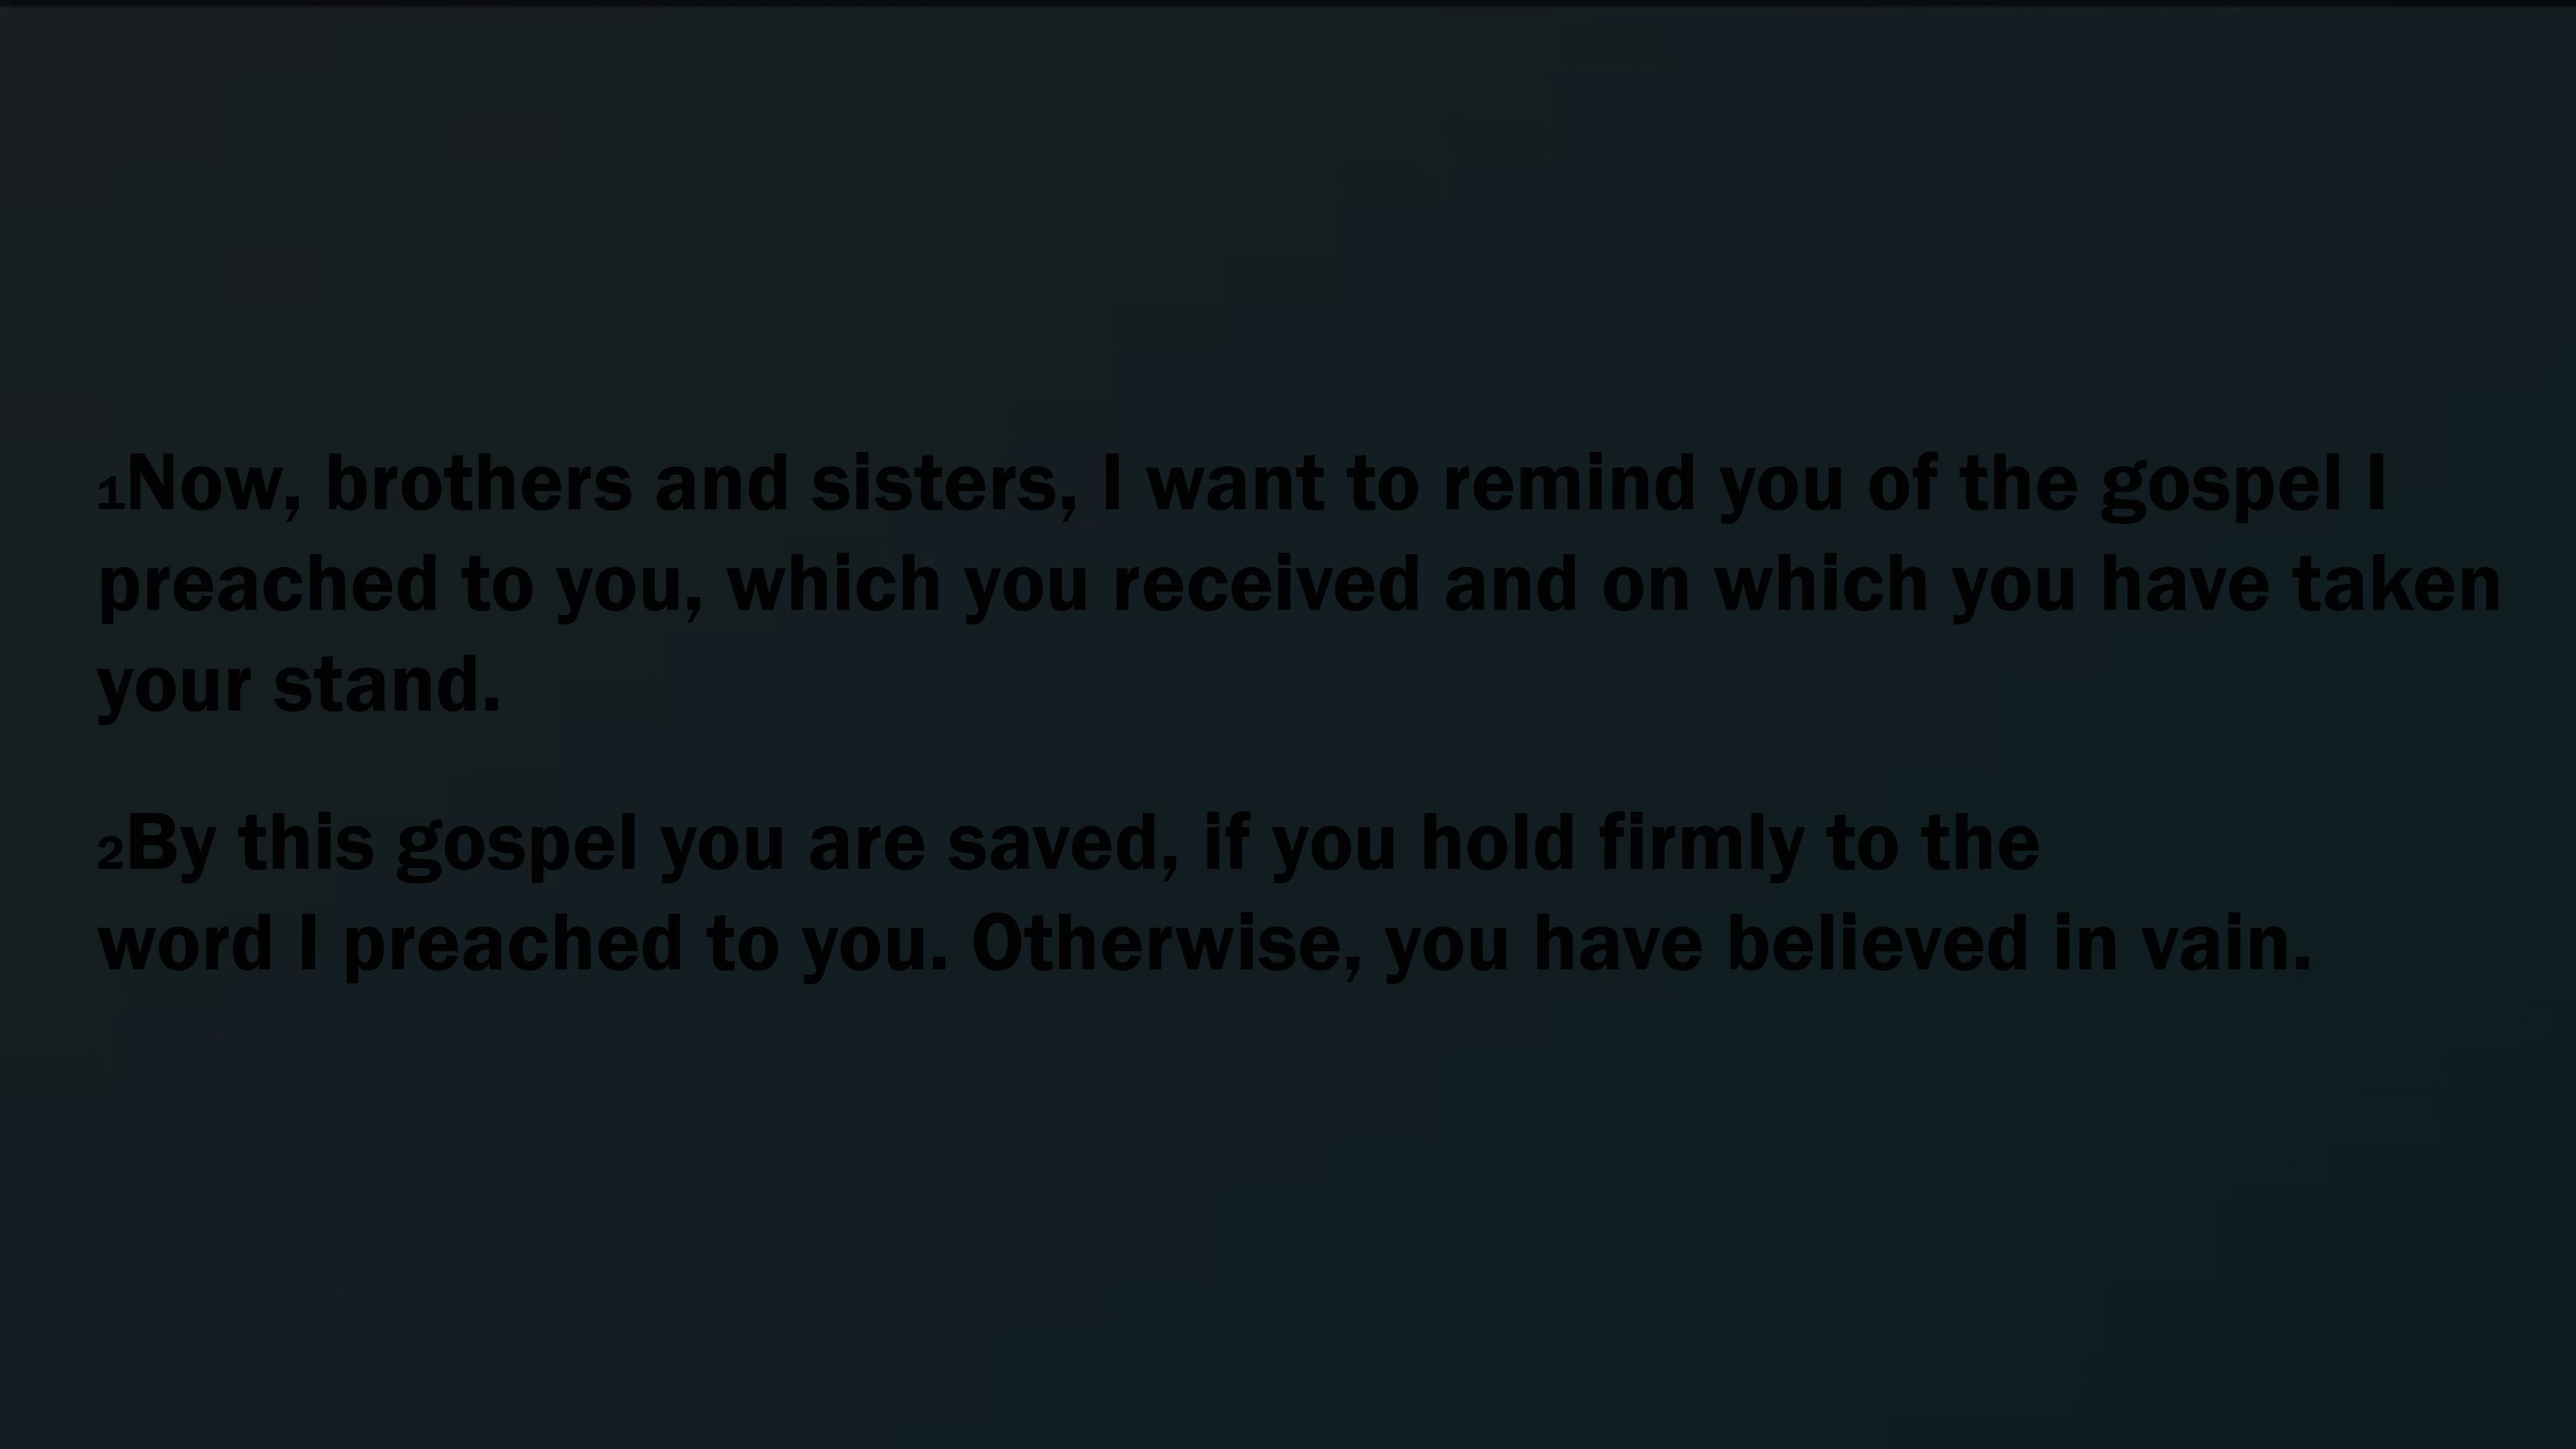 1Now, brothers and sisters, I want to remind you of the gospel I
preached to you, which you received and on which you have taken
your stand.
2By this gospel you are saved, if you hold firmly to the
word I preached to you. Otherwise, you have believed in vain.